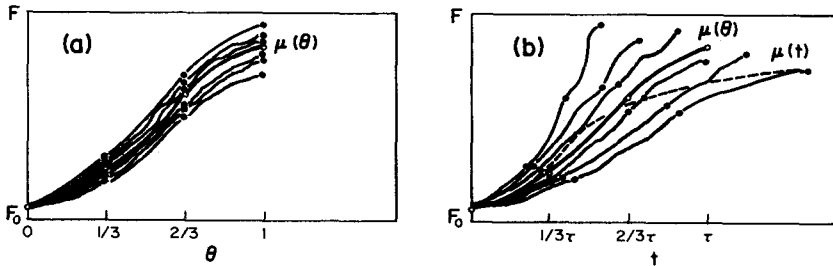 F
(a)
μ(θ)
F₀
0
1/3
2/3
1
θ
F
(b)
μ(θ)
μ(t)
F₀
1/3τ
2/3τ
τ
t